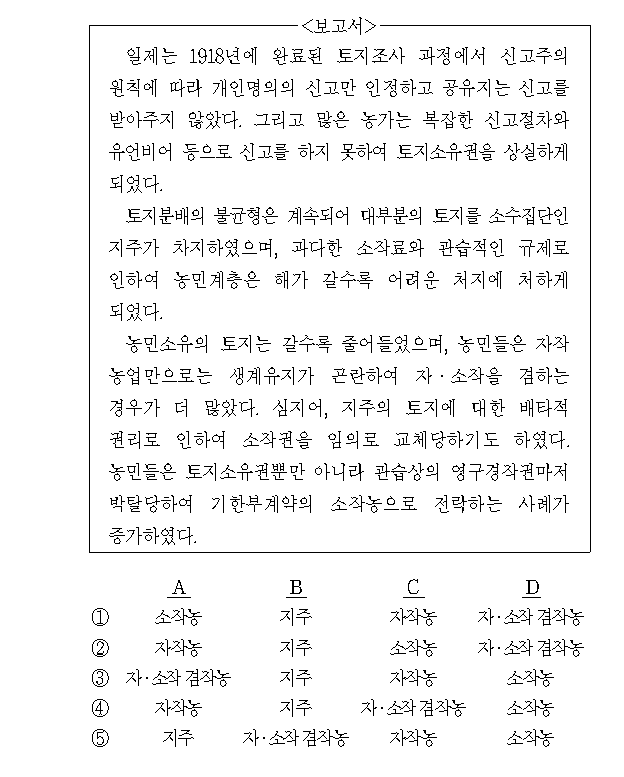 <보고서>
일제는 1918년에 완료된 토지조사 과정에서 신고주의
원칙에 따라 개인명의의 신고만 인정하고 공유지는 신고를
받아주지 않았다. 그리고 많은 농가는 복잡한 신고절차와
유언비어 등으로 신고를 하지 못하여 토지소유권을 상실하게
되었다.
토지분배의 불균형은 계속되어 대부분의 토지를 소수집단인
지주가 차지하였으며, 과다한 소작료와 관습적인 규제로
인하여 농민계층은 해가 갈수록 어려운 처지에 처하게
되었다.
농민소유의 토지는 갈수록 줄어들었으며, 농민들은 자작
농업만으로는 생계유지가 곤란하여 자·소작을 겸하는
경우가 더 많았다. 심지어, 지주의 토지에 대한 배타적
권리로 인하여 소작권을 임의로 교체당하기도 하였다.
농민들은 토지소유권뿐만 아니라 관습상의 영구경작권마저
박탈당하여 기한부계약의 소작농으로 전락하는 사례가
증가하였다.
A B C D
① 소작농 지주 자작농 자·소작 겸작농
② 자작농 지주 소작농 자·소작 겸작농
③ 자·소작 겸작농 지주 자작농 소작농
④ 자작농 지주 자·소작 겸작농 소작농
⑤ 지주 자·소작 겸작농 자작농 소작농